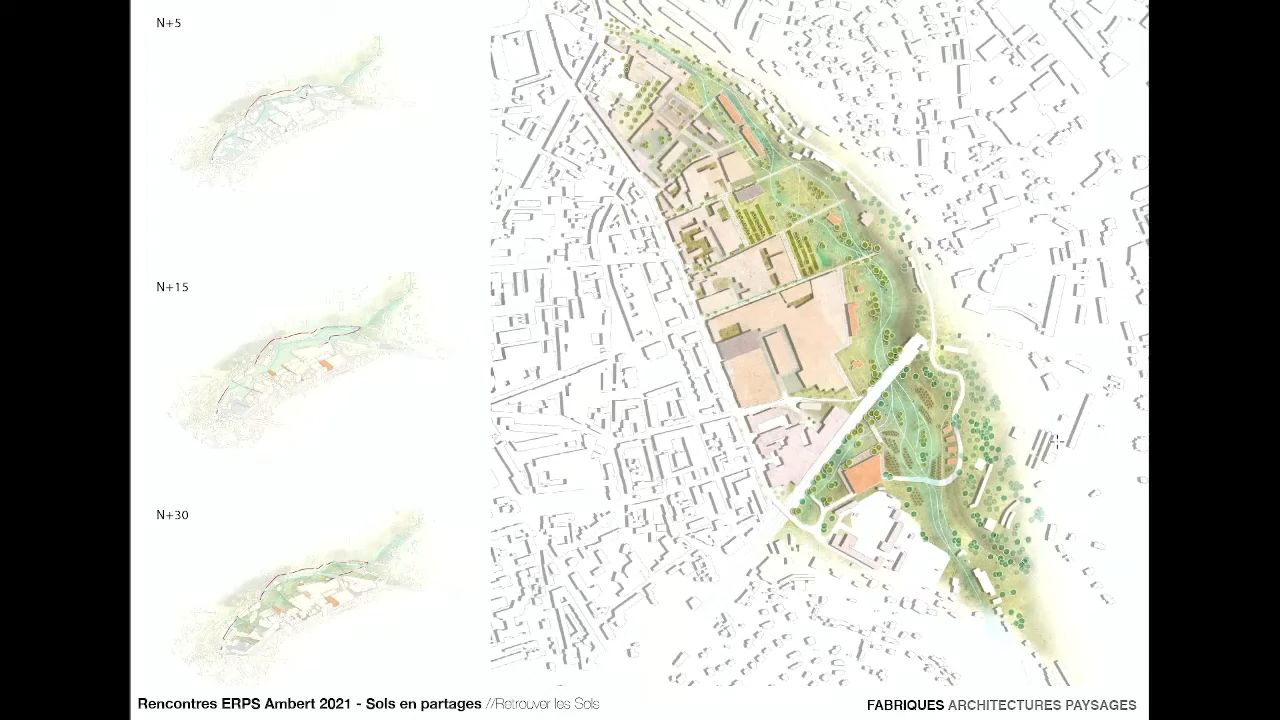 N+5
N+15
N+30
Rencontres ERPS Ambert 2021 - Sols en partages //Retrouver les Sols
FABRIQUES ARCHITECTURES PAYSAGES